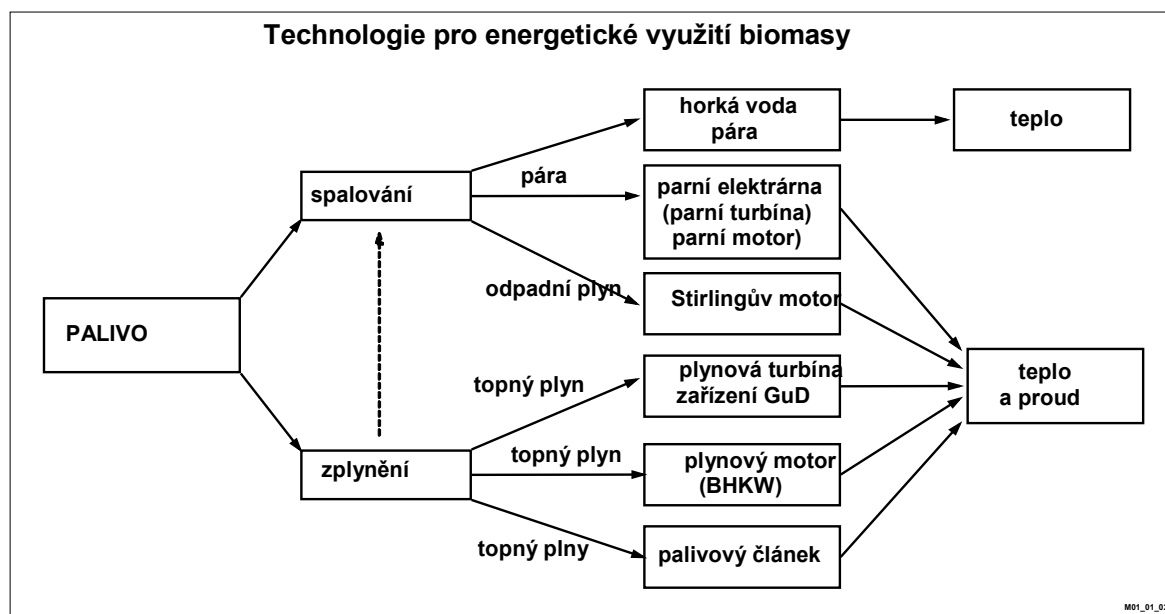 Technologie pro energetické využití biomasy
horká voda
pára
teplo
spalování
pára
parní elektrárna
(parní turbína)
parní motor)
odpadní plyn
Stirlingův motor
PALIVO
topný plyn
plynová turbína
zařízení GuD
teplo
a proud
zplynění
topný plyn
plynový motor
(BHKW)
topný plny
palivový článek
M01_01_02